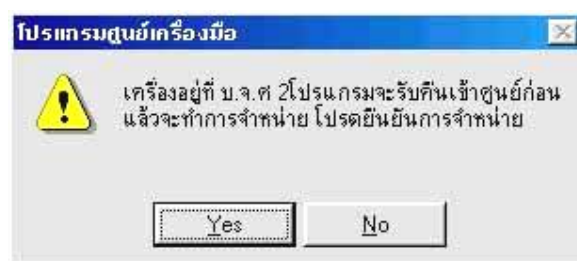 โปรแกรมศูนย์เครื่องมือ
เครื่องอยู่ที่ บ.จ.ศ 2โปรแกรมจะรับคืนเข้าศูนย์ก่อน
แล้วจะทำการจำหน่าย โปรดยืนยันการจำหน่าย
Yes
No